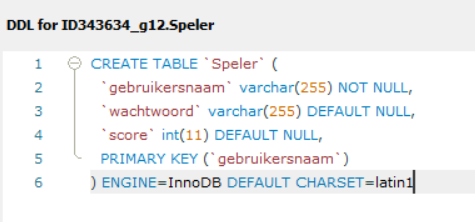 DDL for ID343634_g12.Speler
1 CREATE TABLE `Speler` (
2 `gebruikersnaam` varchar(255) NOT NULL,
3 `wachtwoord` varchar(255) DEFAULT NULL,
4 `score` int(11) DEFAULT NULL,
5 PRIMARY KEY (`gebruikersnaam`)
6 ) ENGINE=InnoDB DEFAULT CHARSET=latin1